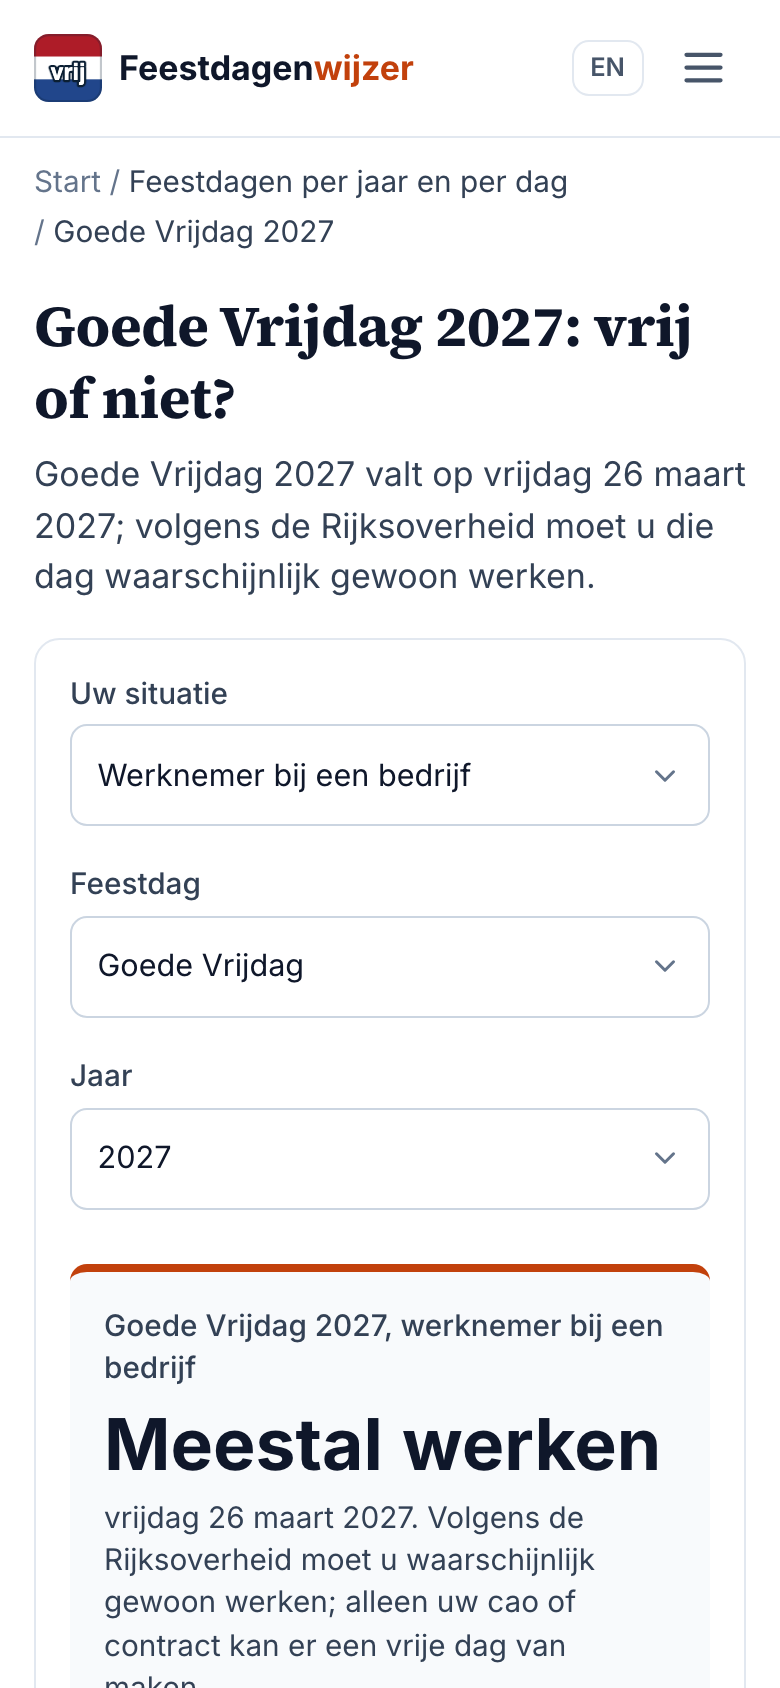 vrij
Feestdagenwijzer
EN
Start / Feestdagen per jaar en per dag
/ Goede Vrijdag 2027
Goede Vrijdag 2027: vrij
of niet?
Goede Vrijdag 2027 valt op vrijdag 26 maart
2027; volgens de Rijksoverheid moet u die
dag waarschijnlijk gewoon werken.
Uw situatie
Werknemer bij een bedrijf
Feestdag
Goede Vrijdag
Jaar
2027
Goede Vrijdag 2027, werknemer bij een
bedrijf
Meestal werken
vrijdag 26 maart 2027. Volgens de
Rijksoverheid moet u waarschijnlijk
gewoon werken; alleen uw cao of
contract kan er een vrije dag van
maken